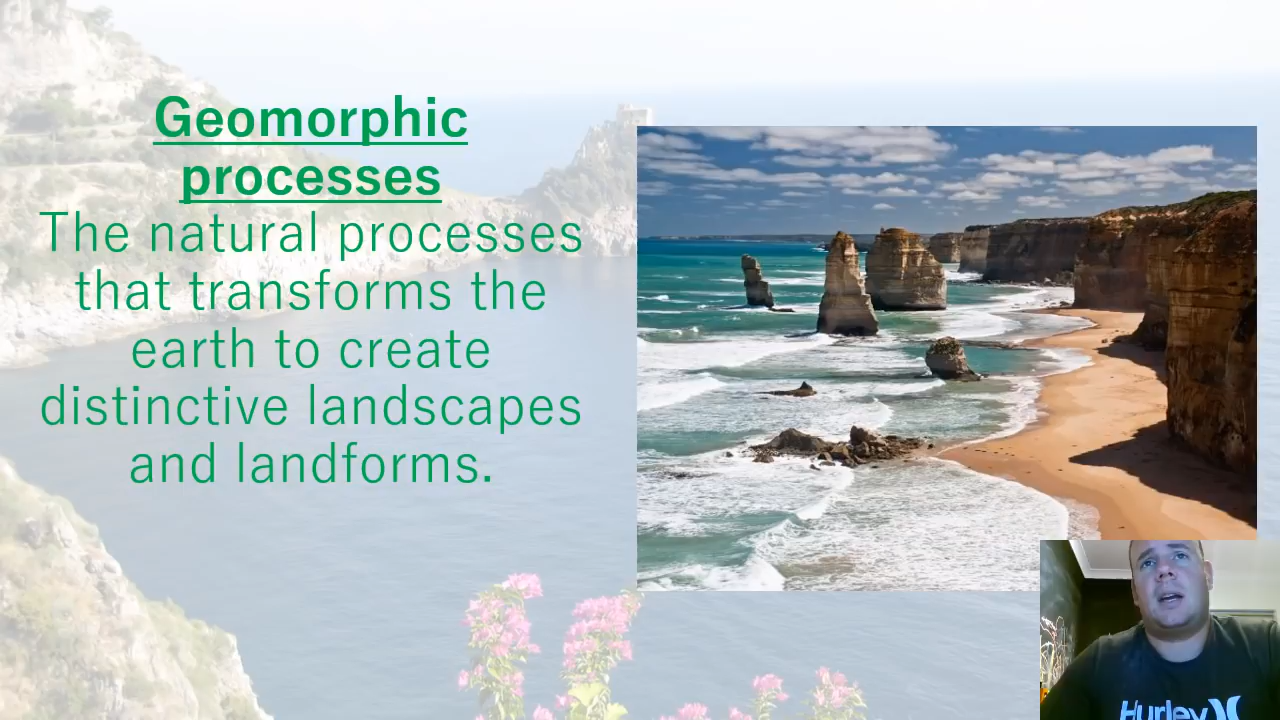 Geomorphic
processes
The natural processes
that transforms the
earth to create
distinctive landscapes
and landforms.
Hurley